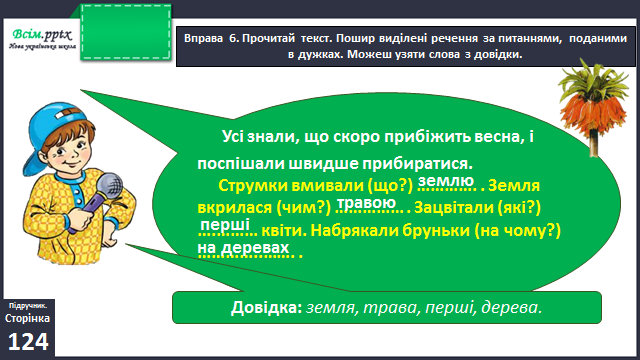 Всім.pptx
Нова українська школа
Вправа 6. Прочитай текст. Пошир виділені речення за питаннями, поданими
в дужках. Можеш узяти слова з довідки.
Усі знали, що скоро прибіжить весна, і
поспішали швидше прибиратися.
Струмки вмивали (що?) землю. Земля
вкрилася (чим?) травою. Зацвітали (які?)
перші квіти. Набрякали бруньки (на чому?)
на деревах.
Довідка: земля, трава, перші, дерева.
Підручник.
Сторінка
124